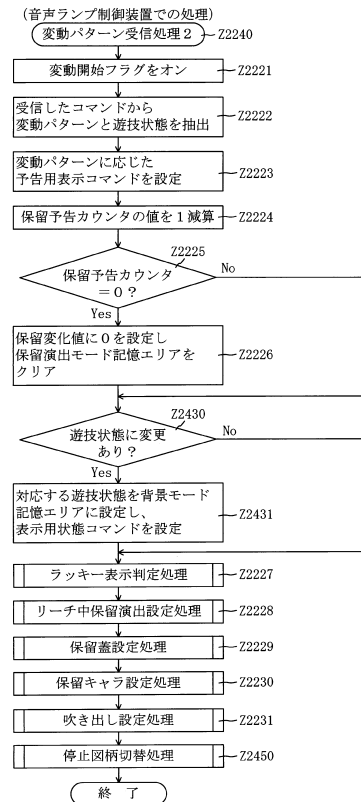 (音声ランプ制御装置での処理)
変動パターン受信処理2
Z2240
変動開始フラグをオン
Z2221
受信したコマンドから
変動パターンと遊技状態を抽出
Z2222
変動パターンに応じた
予告用表示コマンドを設定
Z2223
保留予告カウンタの値を1減算
Z2224
Z2225
保留予告カウンタ
=0?
No
Yes
保留変化値に0を設定し
保留演出モード記憶エリアを
クリア
Z2226
Z2430
遊技状態に変更
あり?
No
Yes
対応する遊技状態を背景モード
記憶エリアに設定し、
表示用状態コマンドを設定
Z2431
ラッキー表示判定処理
Z2227
リーチ中保留演出設定処理
Z2228
保留蓋設定処理
Z2229
保留キャラ設定処理
Z2230
吹き出し設定処理
Z2231
停止図柄切替処理
Z2450
終了